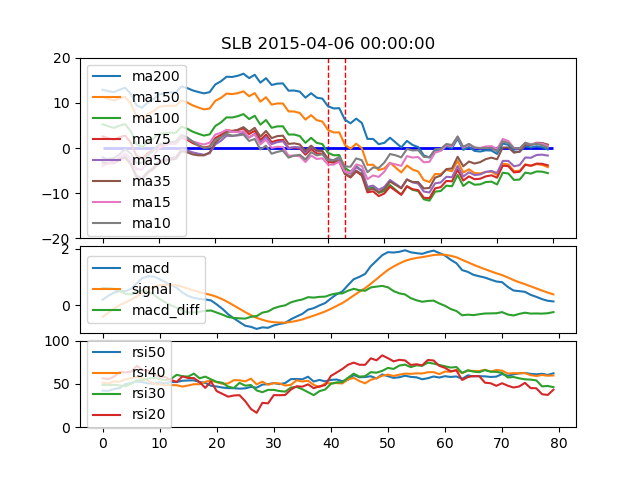 SLB 2015-04-06 00:00:00
20
10
0
−10
−20
ma200
ma150
ma100
ma75
ma50
ma35
ma15
ma10
2
0
macd
signal
macd_diff
100
50
0
rsi50
rsi40
rsi30
rsi20
0 10 20 30 40 50 60 70 80